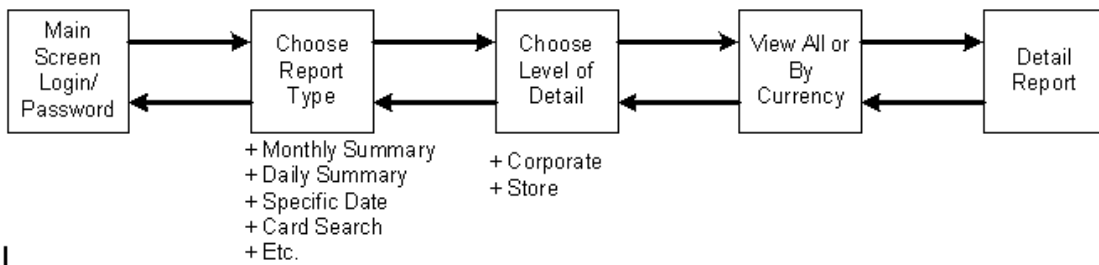 Main
Screen
Login/
Password
Choose
Report
Type
+ Monthly Summary
+ Daily Summary
+ Specific Date
+ Card Search
+ Etc.
Choose
Level of
Detail
+ Corporate
+ Store
View All or
By
Currency
Detail
Report